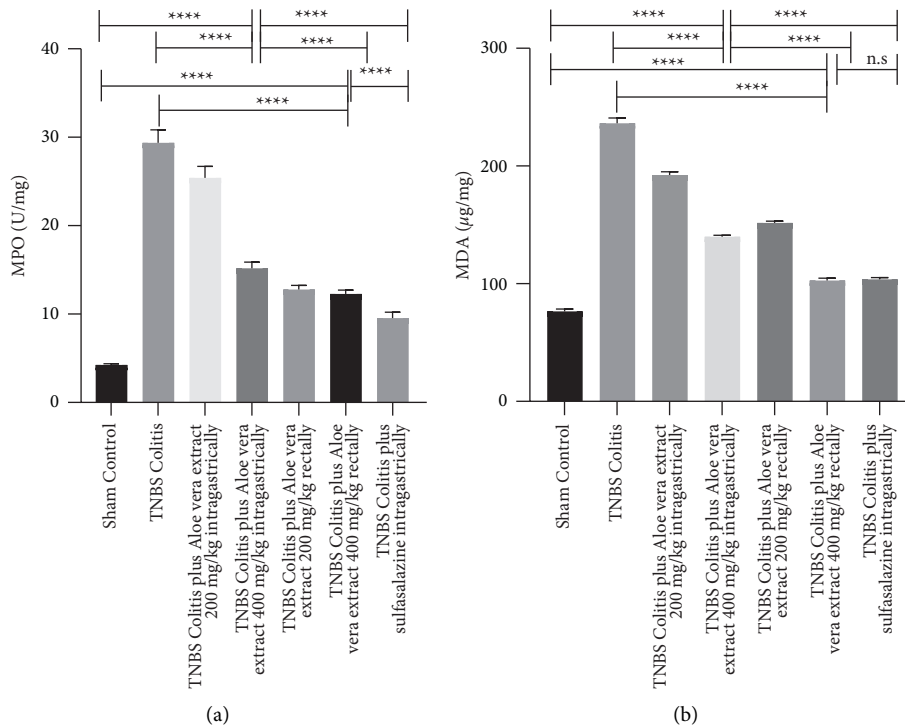 ****
****
****
****
****
****
****
****
MPO (U/mg)
40
30
20
10
0
Sham Control
TNBS Colitis
TNBS Colitis plus Aloe vera extract
200 mg/kg intragastrically
TNBS Colitis plus Aloe vera
extract 400 mg/kg intragastrically
TNBS Colitis plus Aloe vera
extract 200 mg/kg rectally
TNBS Colitis plus Aloe
vera extract 400 mg/kg rectally
TNBS Colitis plus
sulfasalazine intragastrically
(a)
****
****
****
****
n.s
****
****
MDA (μg/mg)
300
200
100
0
Sham Control
TNBS Colitis
TNBS Colitis plus Aloe vera extract
200 mg/kg intragastrically
TNBS Colitis plus Aloe vera
extract 400 mg/kg intragastrically
TNBS Colitis plus Aloe vera
extract 200 mg/kg rectally
TNBS Colitis plus Aloe
vera extract 400 mg/kg rectally
TNBS Colitis plus
sulfasalazine intragastrically
(b)